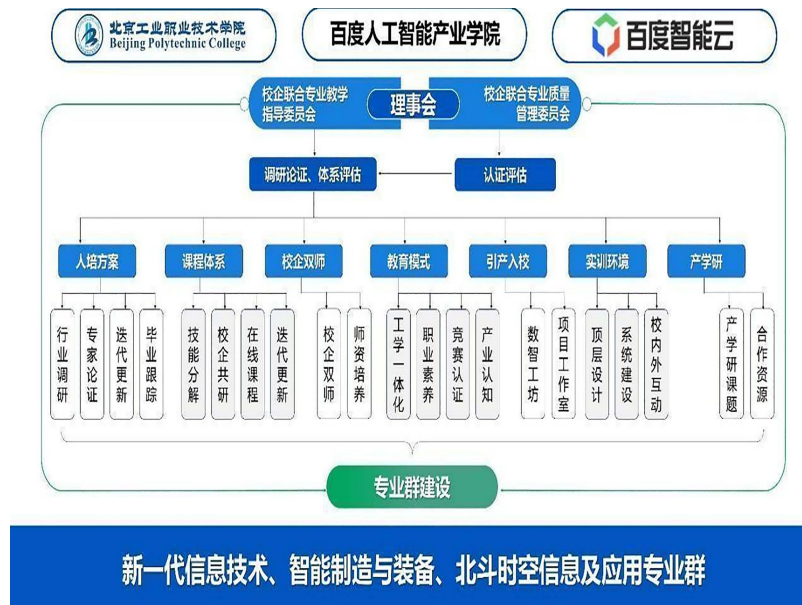 北京工业职业技术学院
Beijing Polytechnic College
百度人工智能产业学院
百度智能云
校企联合专业教学
指导委员会
理事会
校企联合专业质量
管理委员会
调研论证、体系评估
认证评估
人培方案
课程体系
校企双师
教育模式
引产入校
实训环境
产学研
行业调研
专家论证
迭代更新
毕业跟踪
技能分解
校企共研
在线课程
迭代更新
校企双师
师资培养
工学一体化
职业素养
竞赛认证
产业认知
数智工坊
项目工作室
顶层设计
系统建设
校内外互动
产学研课题
合作资源
专业群建设
新一代信息技术、智能制造与装备、北斗时空信息及应用专业群